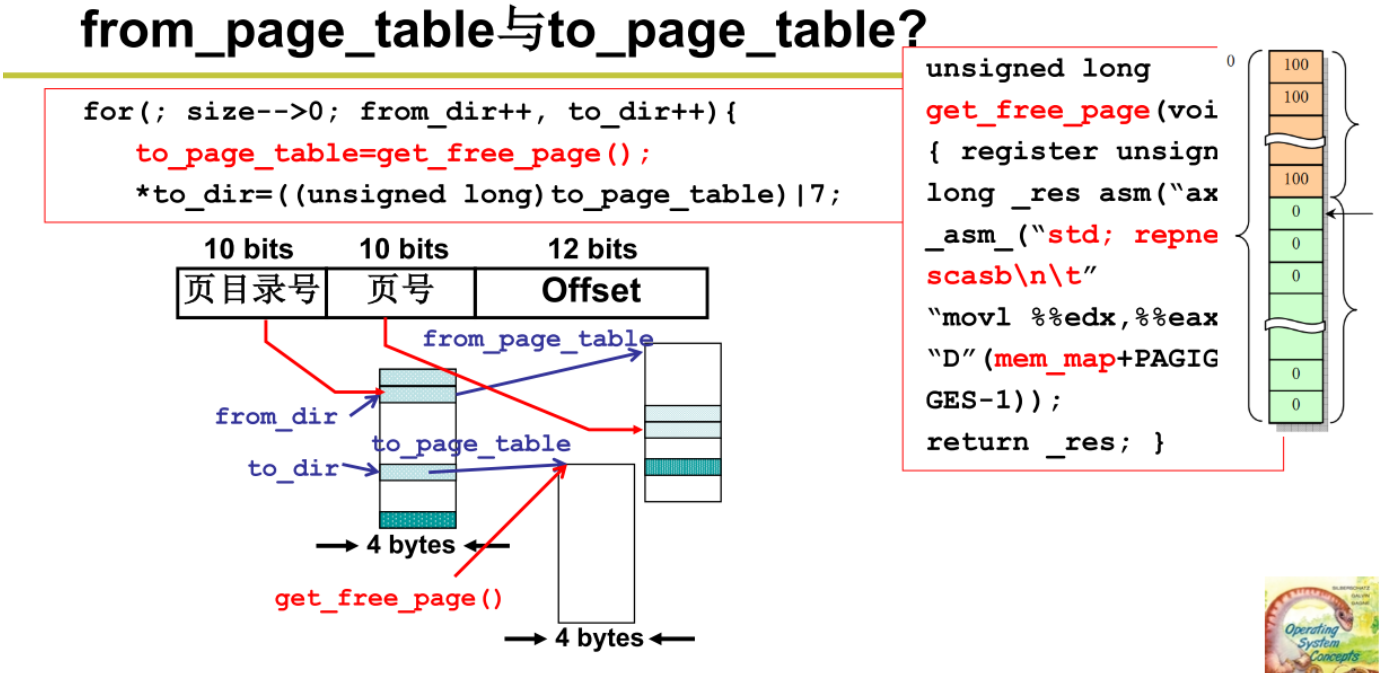 from_page_table与to_page_table?
for(; size-->0; from_dir++, to_dir++){
to_page_table=get_free_page();
*to_dir=((unsigned long)to_page_table)|7;
unsigned long
get_free_page(voi
{ register unsign
long _res asm(“ax
_asm_(“std; repne
scasb\n\t”
“movl %%edx,%%eax
“D”(mem_map+PAGIG
GES-1));
return _res; }
0
100
100
100
0
0
0
0
0
10 bits 10 bits 12 bits
页目录号 页号 Offset
from_page_table
from_dir
to_page_table
to_dir
4 bytes
get_free_page()
4 bytes
Operating
System
Concepts